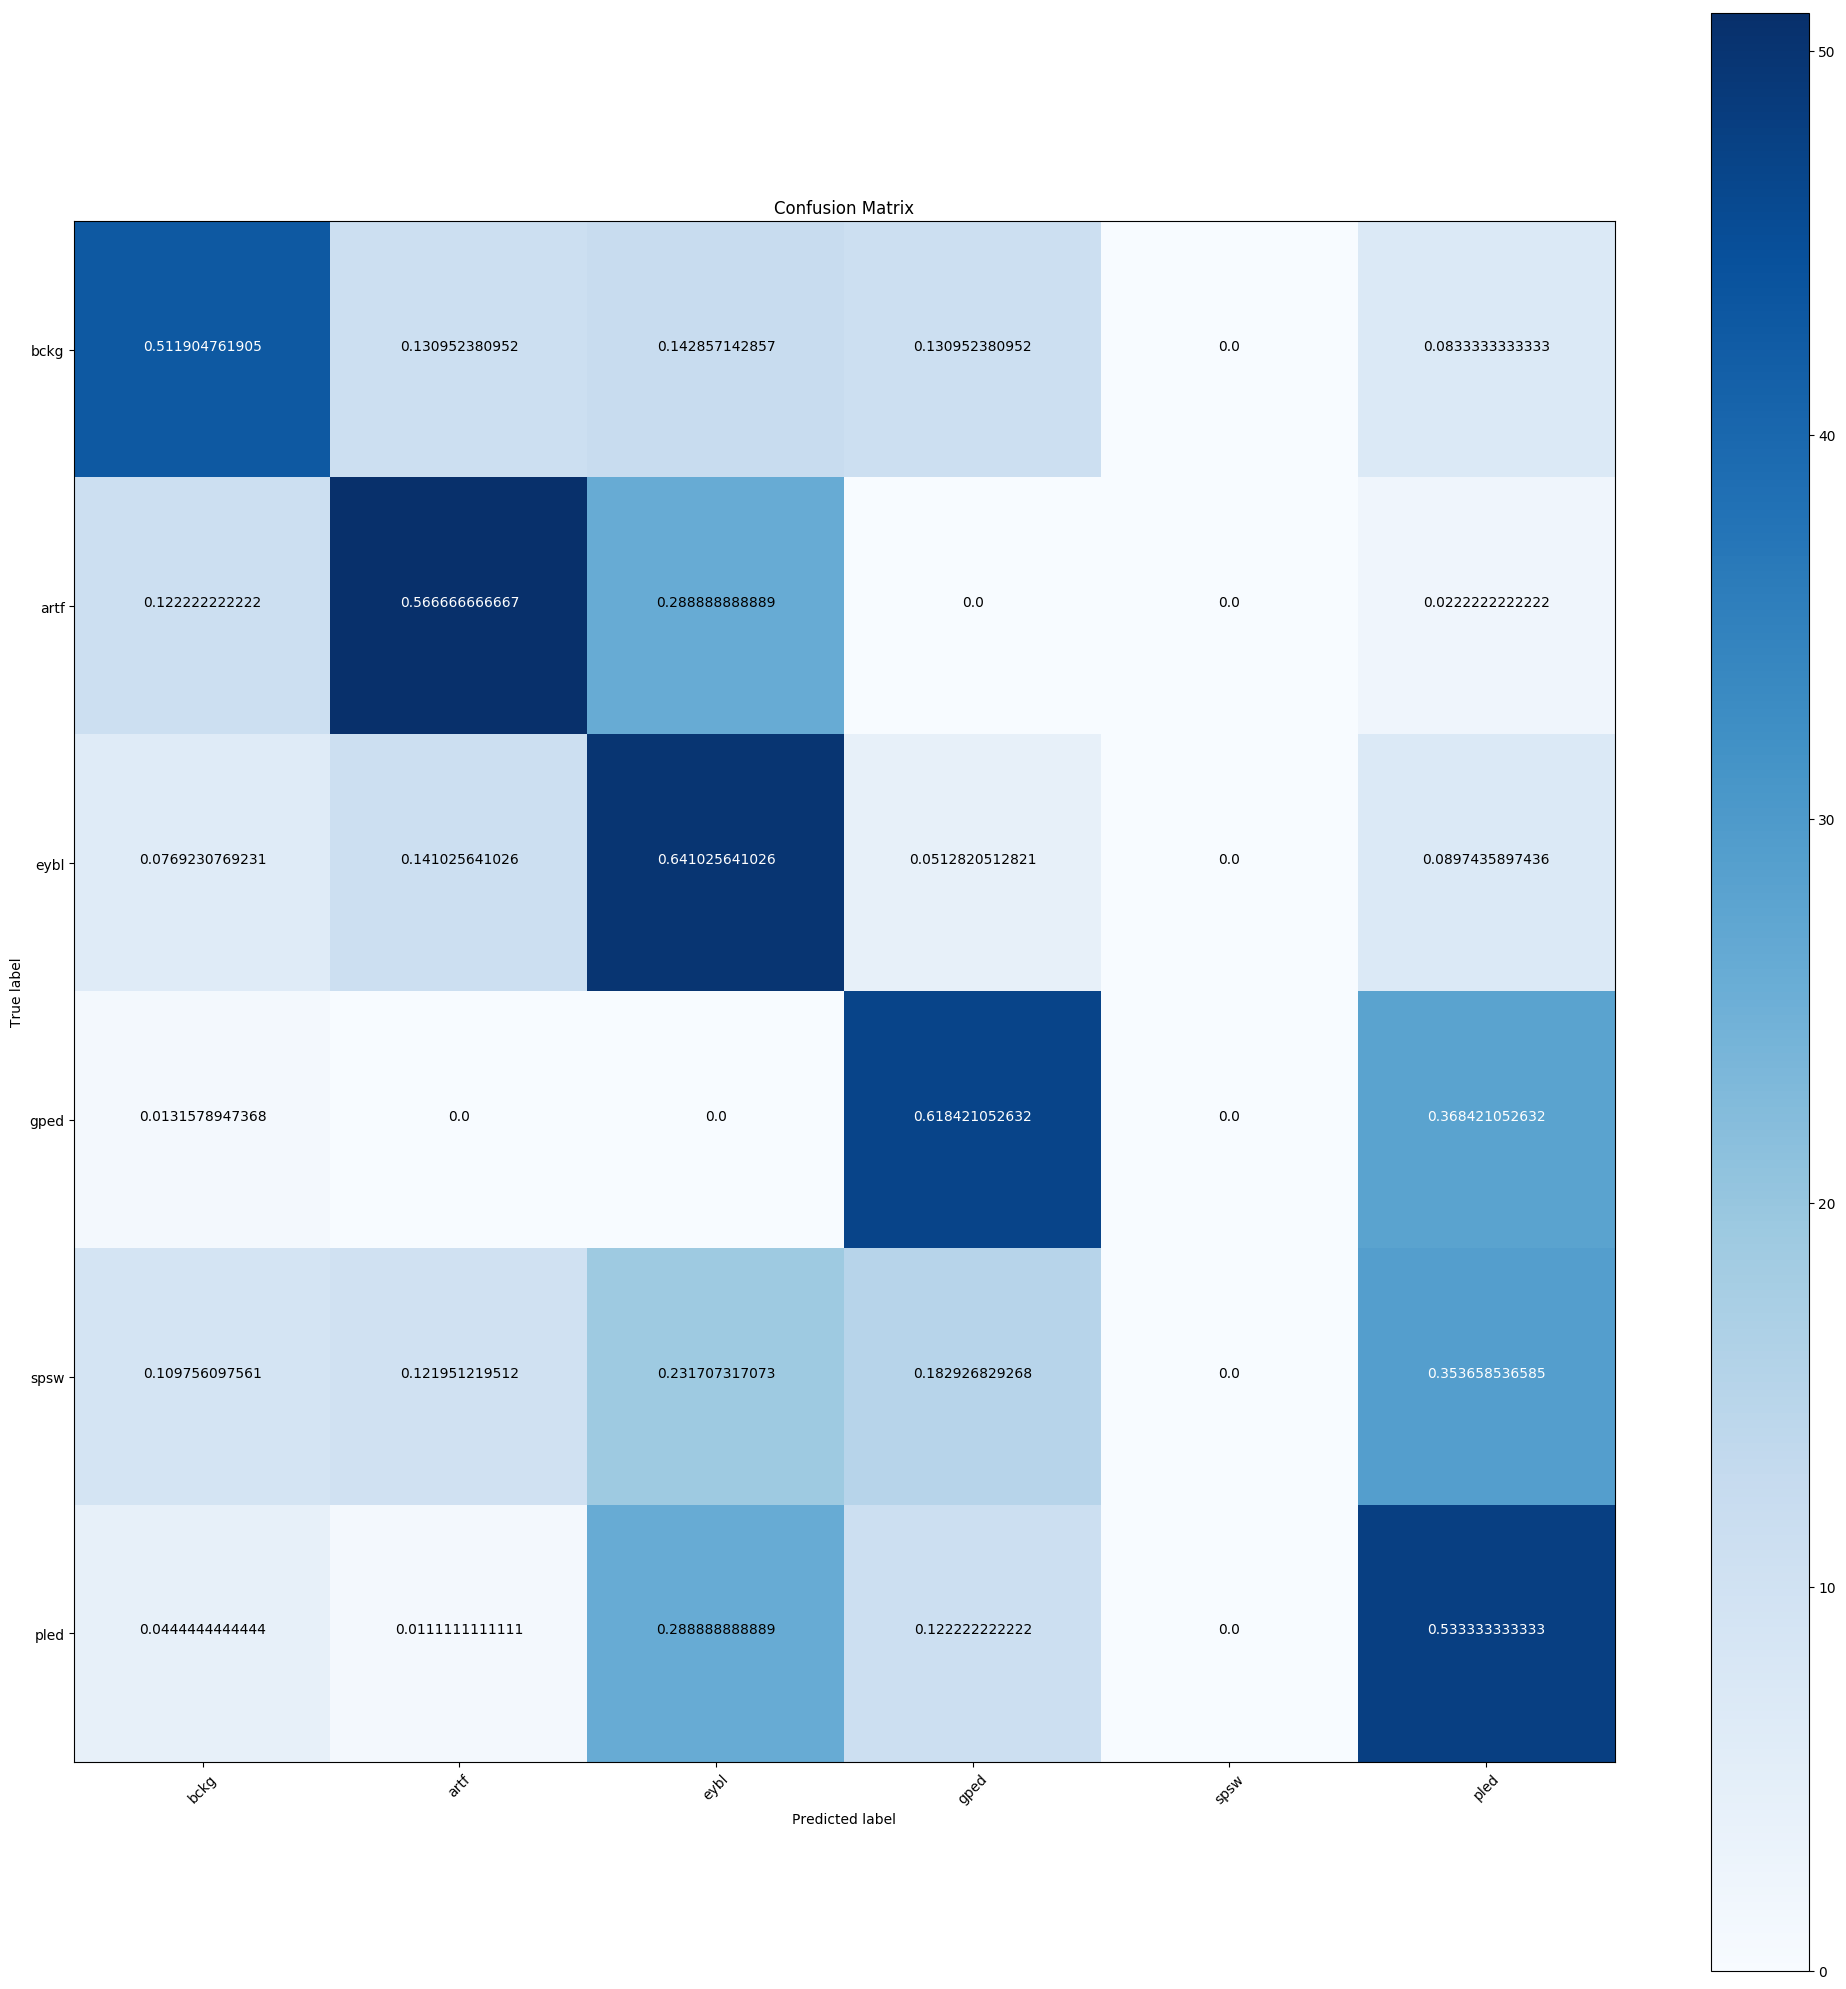 Confusion Matrix
bckg 0.511904761905 0.130952380952 0.142857142857 0.130952380952 0.0 0.0833333333333
artf 0.122222222222 0.566666666667 0.288888888889 0.0 0.0 0.0222222222222
eybl 0.0769230769231 0.141025641026 0.641025641026 0.0512820512821 0.0 0.0897435897436
gped 0.0131578947368 0.0 0.0 0.618421052632 0.0 0.368421052632
spsw 0.109756097561 0.121951219512 0.231707317073 0.182926829268 0.0 0.353658536585
pled 0.0444444444444 0.0111111111111 0.288888888889 0.122222222222 0.0 0.533333333333
bckg artf eybl gped spsw pled
Predicted label
True label
50
40
30
20
10
0